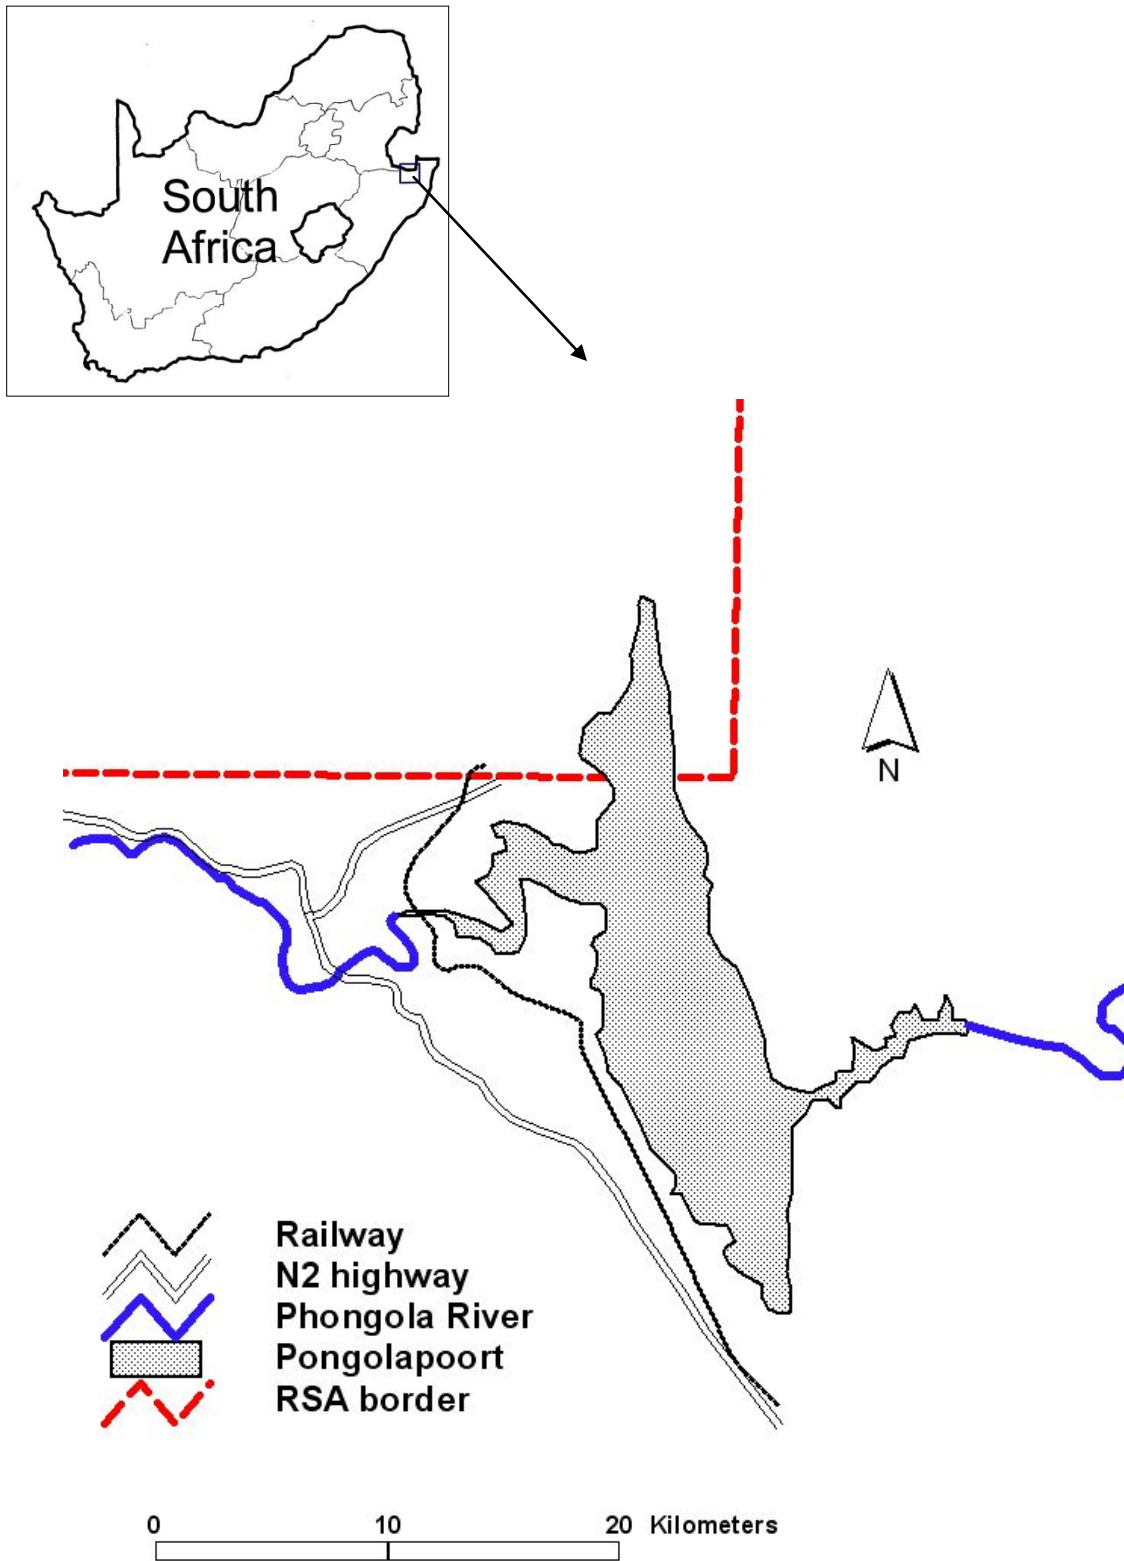 South
Africa
N
Railway
N2 highway
Phongola River
Pongolapoort
RSA border
0 10 20 Kilometers